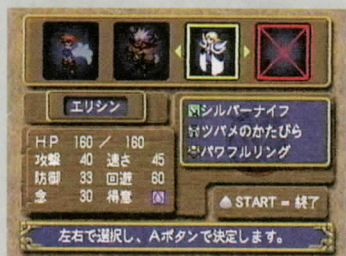 エリシン
HP 160 / 160
攻撃 40 速さ 45
防御 33 回避 60
念 30 得意
シルバーナイフ
ツバメのかたびら
パワフルリング
START = 終了
左右で選択し、Aボタンで決定します。